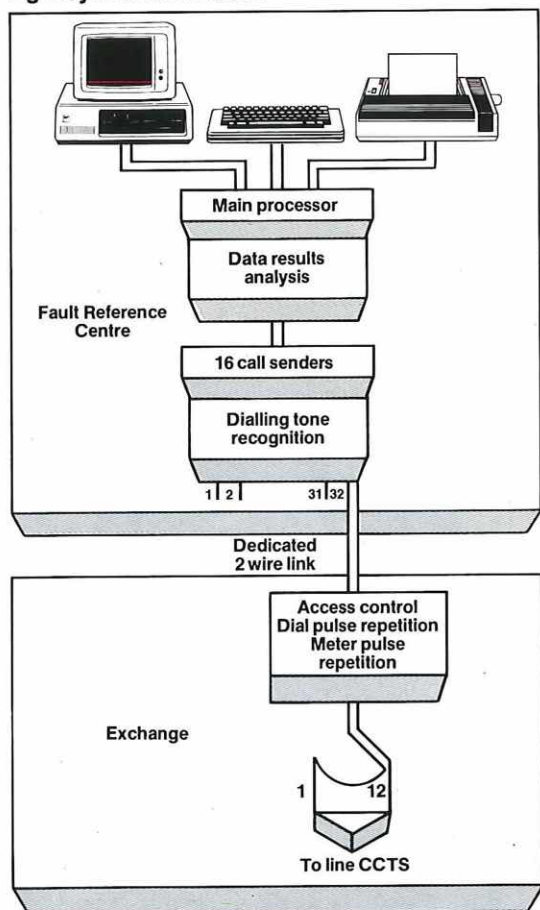 Main processor
Data results
analysis
Fault Reference
Centre
16 call senders
Dialling tone
recognition
1 2 31 32
Dedicated
2 wire link
Access control
Dial pulse repetition
Meter pulse
repetition
Exchange
1 12
To line CCTS